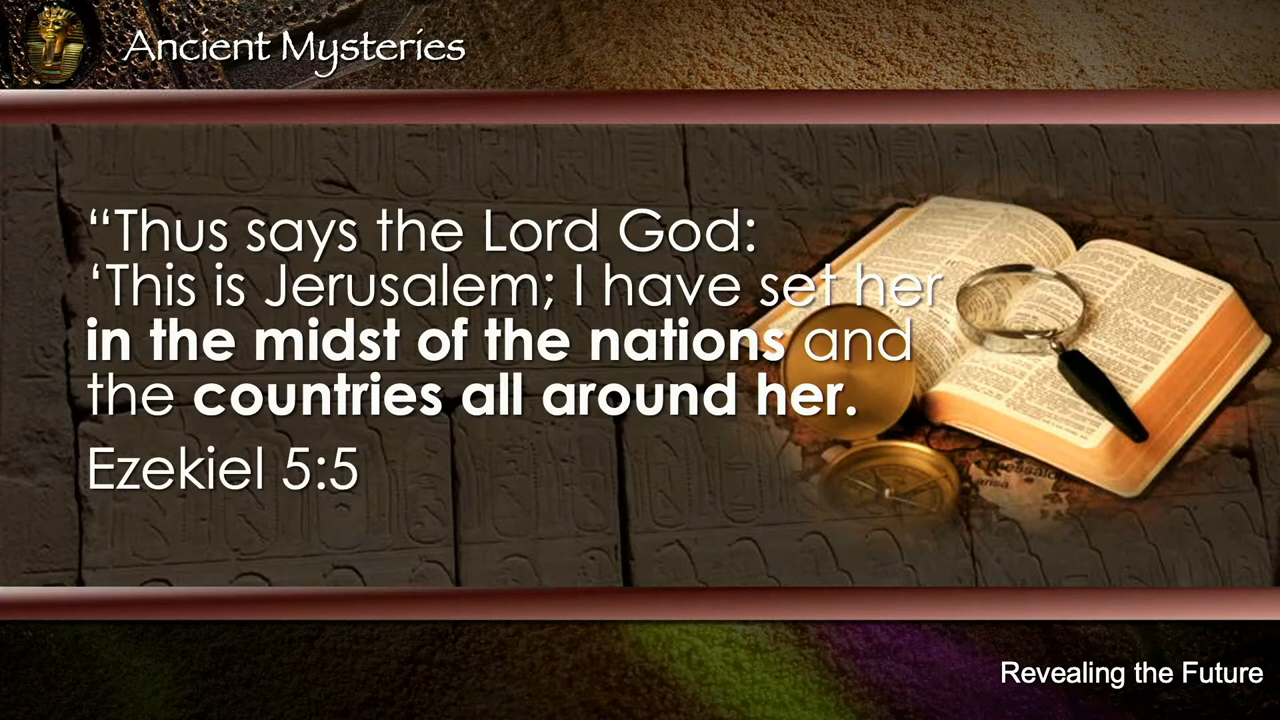 Ancient Mysteries
“Thus says the Lord God:
‘This is Jerusalem; I have set her
in the midst of the nations and
the countries all around her.
Ezekiel 5:5
Revealing the Future